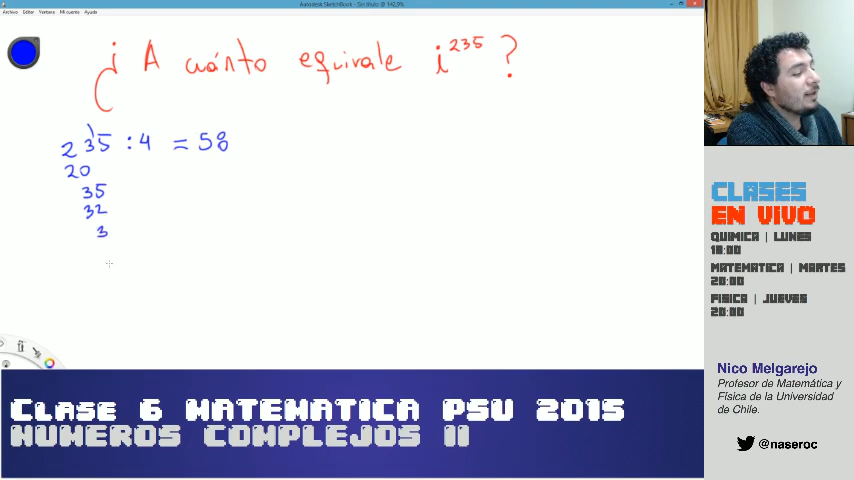 Autodesk SketchBook - Sin título @ 142,9%
Archivo Editar Ventana Mi cuenta Ayuda
¿ A cuánto equivale i^235 ?
235 : 4 = 58
20
35
32
3
CLASES
EN VIVO
QUIMICA | LUNES
18:00
MATEMATICA | MARTES
20:00
FISICA | JUEVES
20:00
Nico Melgarejo
Profesor de Matemática y
Física de la Universidad
de Chile.
@naseroc
Clase 6 MATEMATICA PSU 2015
NUMEROS COMPLEJOS II